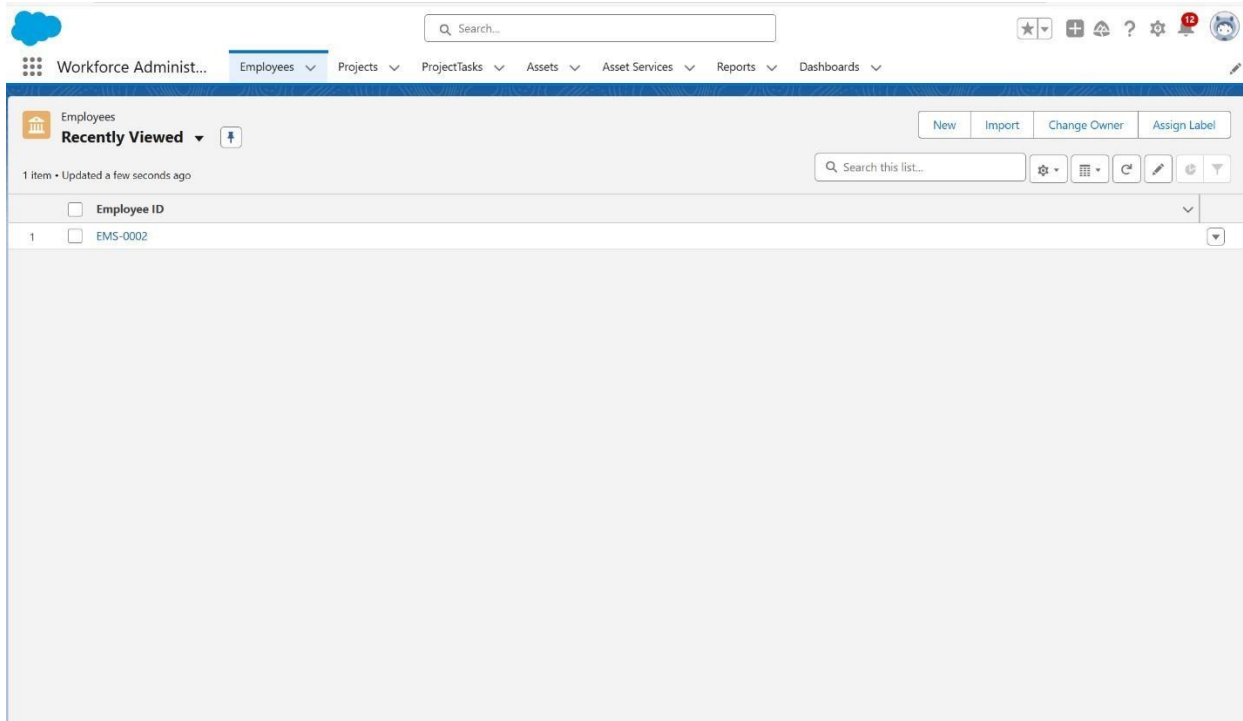 Search...
12
Workforce Administ...
Employees
Projects
ProjectTasks
Assets
Asset Services
Reports
Dashboards
Employees
Recently Viewed
New
Import
Change Owner
Assign Label
1 item • Updated a few seconds ago
Search this list...
Employee ID
1
EMS-0002